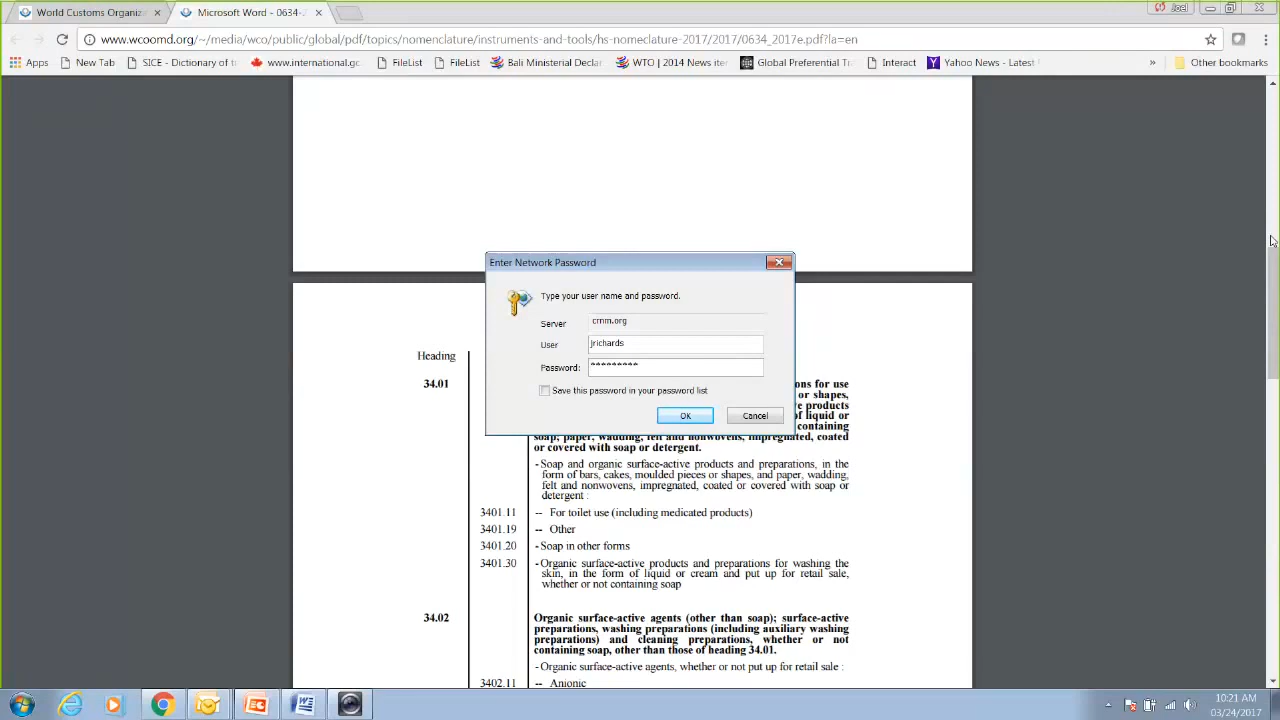 World Customs Organiz
Microsoft Word - 0634-
Joel
www.wcoomd.org/~/media/wco/public/global/pdf/topics/nomenclature/instruments-and-tools/hs-nomeclature-2017/2017/0634_2017e.pdf?la=en
Apps New Tab SICE - Dictionary of www.international.gc FileList FileList Bali Ministerial Decla WTO | 2014 News iter Global Preferential Tr Interact Yahoo News - Latest » Other bookmarks
Enter Network Password
Type your user name and password.
Server crnm.org
User jrichards
Password: *********
Save this password in your password list
OK Cancel
Heading
34.01
ons for use
or shapes,
e products
of liquid or
containing
soap; paper, wadding, felt and nonwovens, impregnated, coated
or covered with soap or detergent.
- Soap and organic surface-active products and preparations, in the
form of bars, cakes, moulded pieces or shapes, and paper, wadding,
felt and nonwovens, impregnated, coated or covered with soap or
detergent :
3401.11 -- For toilet use (including medicated products)
3401.19 -- Other
3401.20 - Soap in other forms
3401.30 - Organic surface-active products and preparations for washing the
skin, in the form of liquid or cream and put up for retail sale,
whether or not containing soap
34.02 Organic surface-active agents (other than soap); surface-active
preparations, washing preparations (including auxiliary washing
preparations) and cleaning preparations, whether or not
containing soap, other than those of heading 34.01.
- Organic surface-active agents, whether or not put up for retail sale :
3402.11 -- Anionic
10:21 AM
03/24/2017